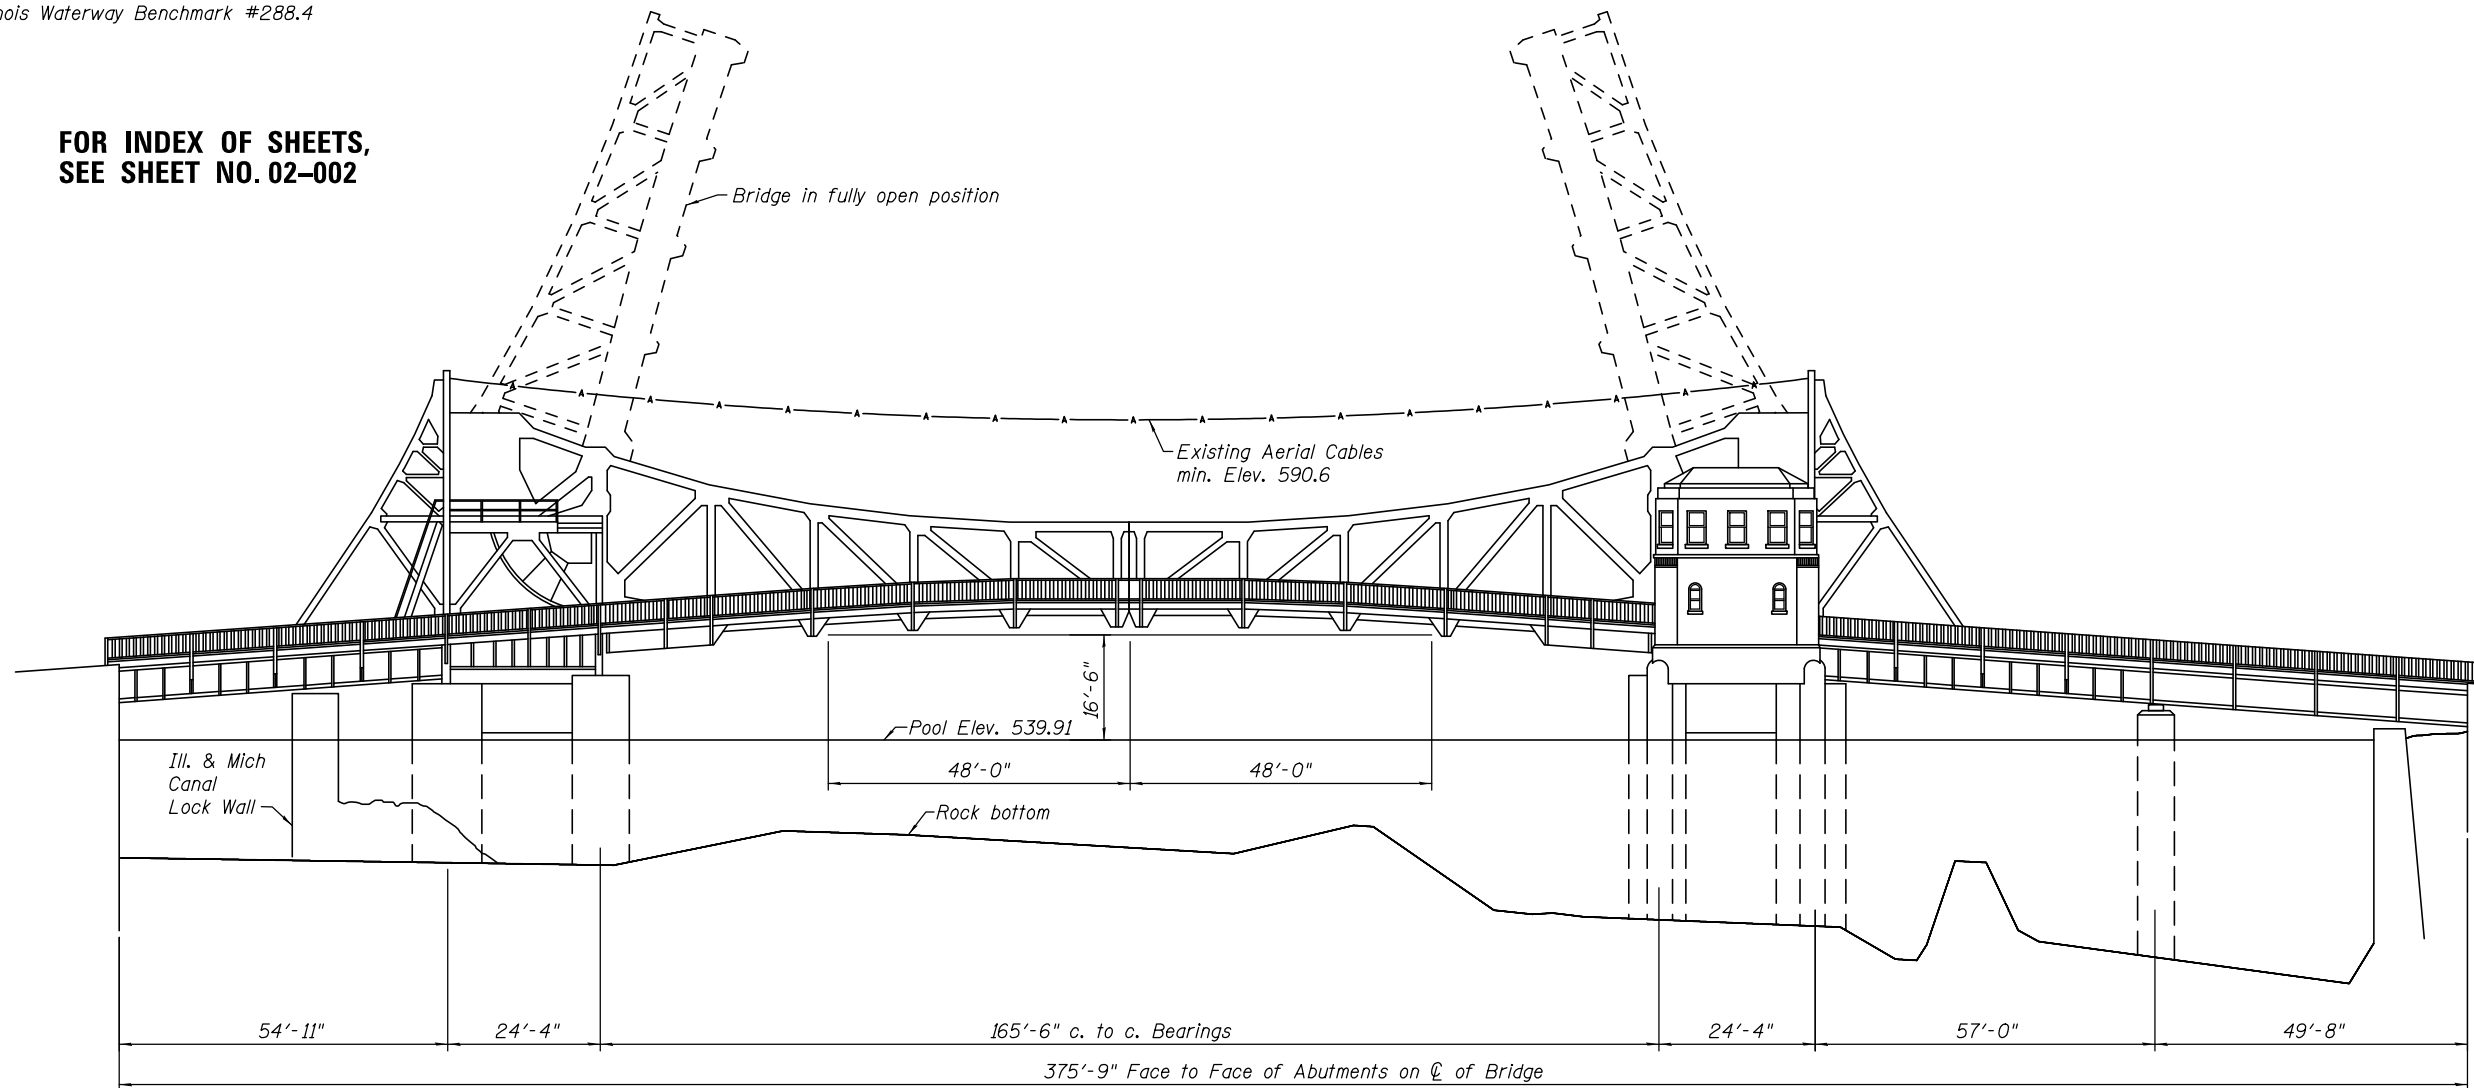 Waterway Benchmark #288.4
FOR INDEX OF SHEETS,
SEE SHEET NO. 02–002
Bridge in fully open position
A A A A A A A A A A A A A A A A A A A
Existing Aerial Cables
min. Elev. 590.6
16'-6"
Pool Elev. 539.91
Ill. & Mich
Canal
Lock Wall
48'-0" 48'-0"
Rock bottom
54'-11" 24'-4" 165'-6" c. to c. Bearings 24'-4" 57'-0" 49'-8"
375'-9" Face to Face of Abutments on ℄ of Bridge